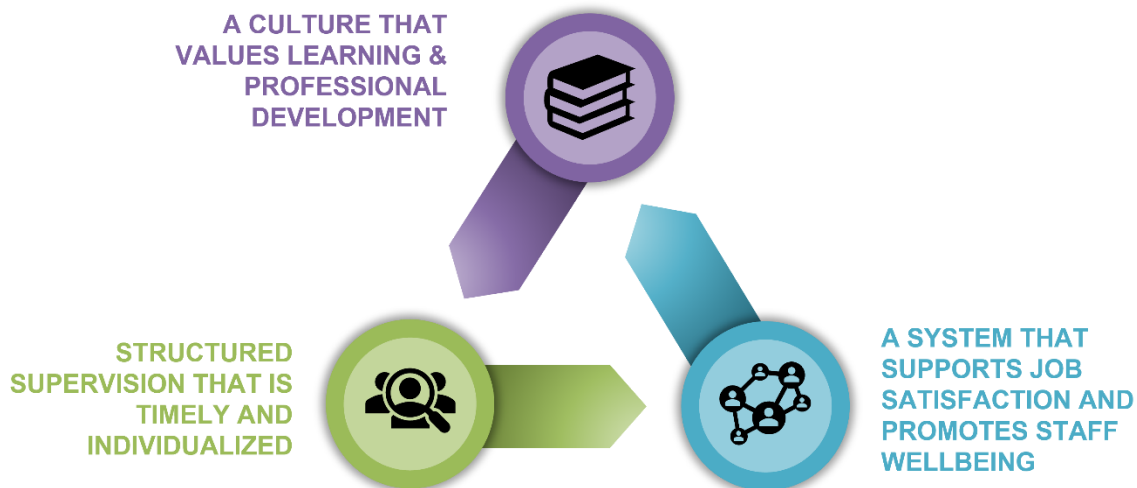 A CULTURE THAT
VALUES LEARNING &
PROFESSIONAL
DEVELOPMENT
STRUCTURED
SUPERVISION THAT IS
TIMELY AND
INDIVIDUALIZED
A SYSTEM THAT
SUPPORTS JOB
SATISFACTION AND
PROMOTES STAFF
WELLBEING